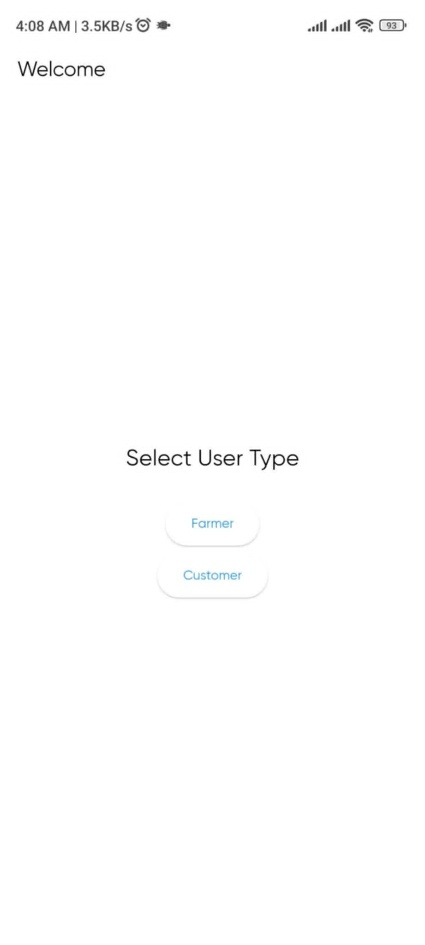 4:08 AM | 3.5KB/s 93
Welcome
Select User Type
Farmer
Customer